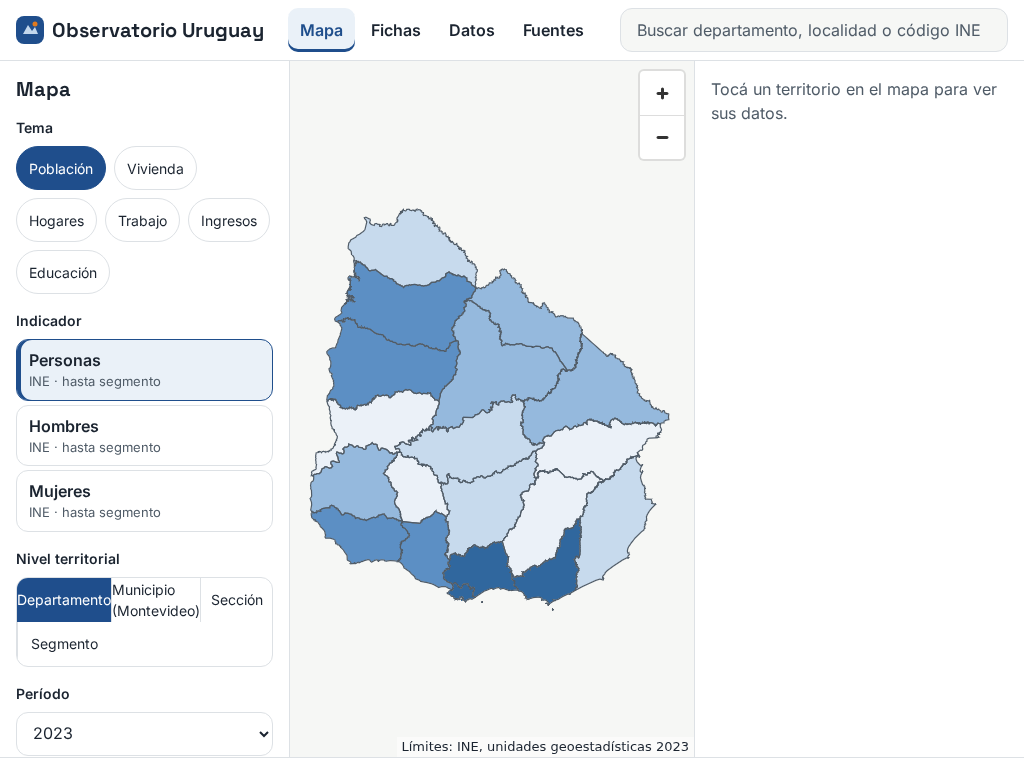 Observatorio Uruguay
Mapa
Fichas
Datos
Fuentes
Buscar departamento, localidad o código INE
Mapa
Tema
Población
Vivienda
Hogares
Trabajo
Ingresos
Educación
Indicador
Personas
INE · hasta segmento
Hombres
INE · hasta segmento
Mujeres
INE · hasta segmento
Nivel territorial
Departamento
Municipio
(Montevideo)
Sección
Segmento
Período
2023
+
−
Límites: INE, unidades geoestadísticas 2023
Tocá un territorio en el mapa para ver
sus datos.